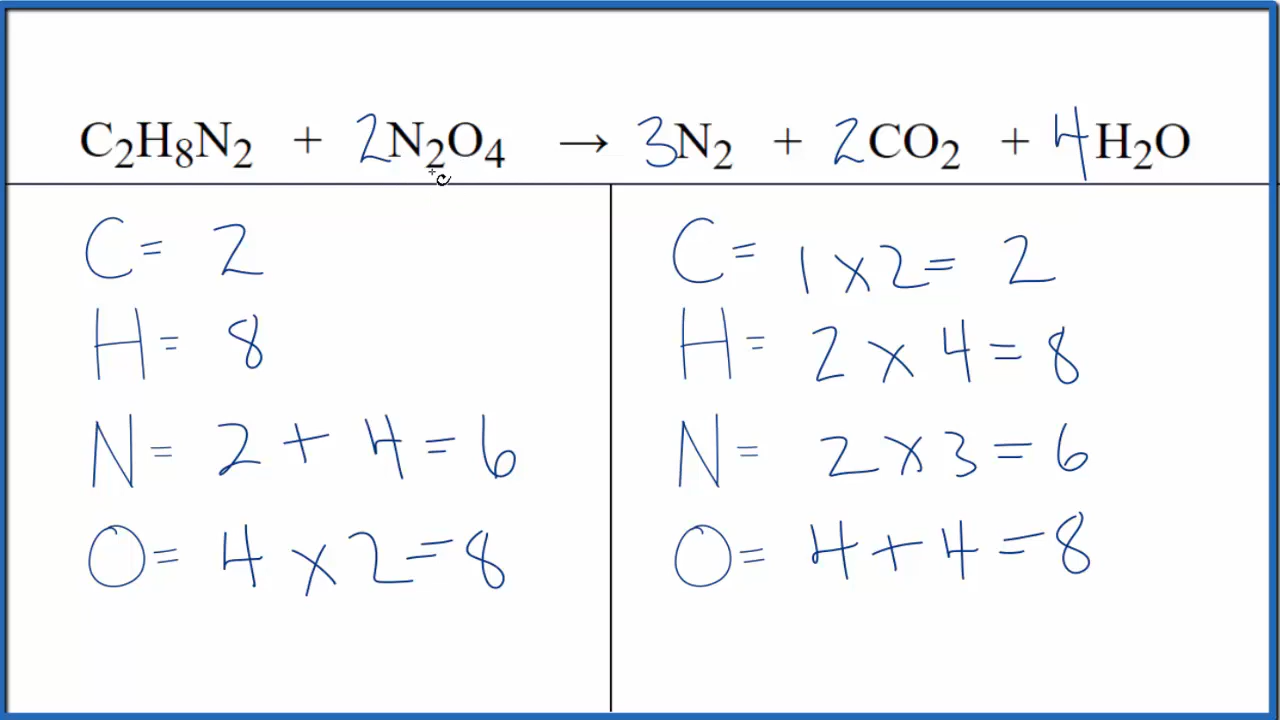 C₂H₈N₂ + 2N₂O₄ → 3N₂ + 2CO₂ + 4H₂O
C = 2
H = 8
N = 2 + 4 = 6
O = 4 x 2 = 8
C = 1 x 2 = 2
H = 2 x 4 = 8
N = 2 x 3 = 6
O = 4 + 4 = 8